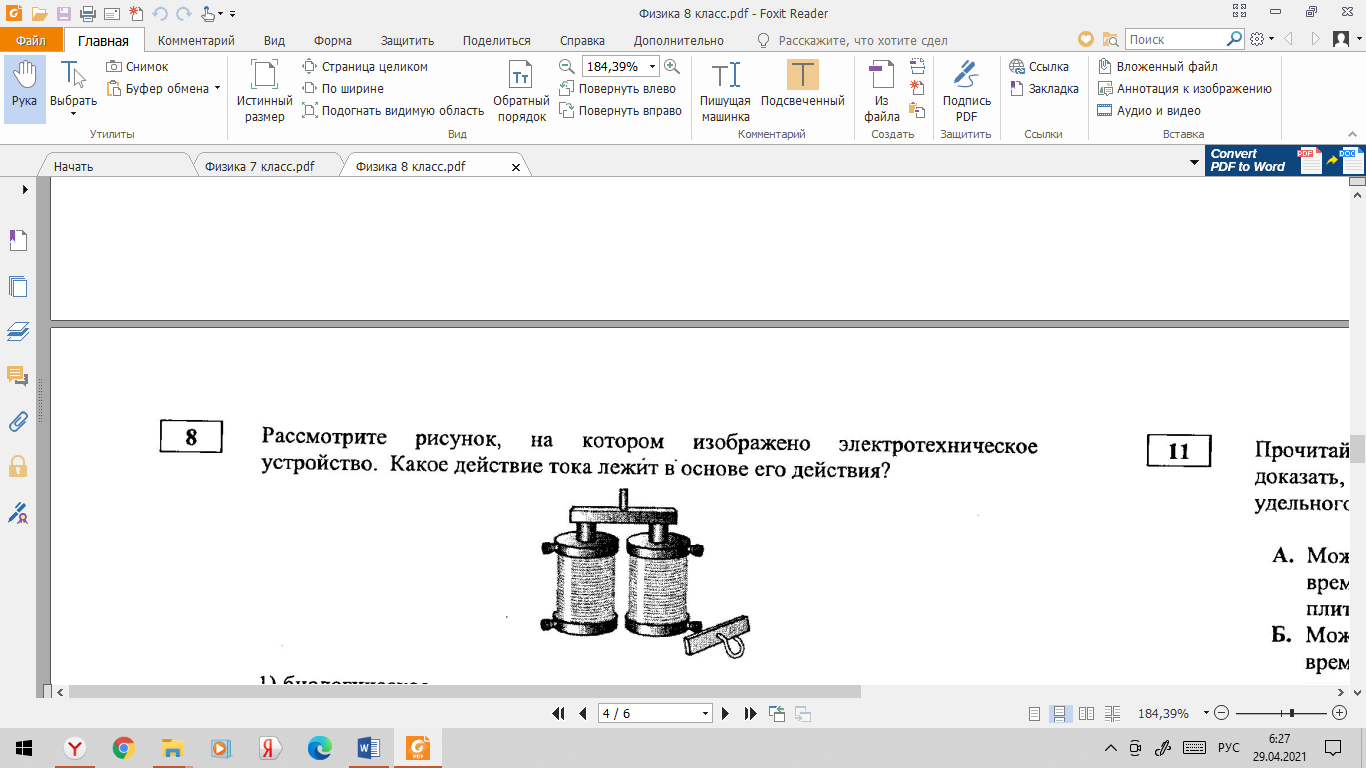 Физика 8 класс.pdf - Foxit Reader
Файл
Главная
Комментарий
Вид
Форма
Защитить
Поделиться
Справка
Дополнительно
Расскажите, что хотите сдел
Поиск
Рука
Выбрать
Снимок
Буфер обмена
Утилиты
Истинный
размер
Страница целиком
По ширине
Подогнать видимую область
Обратный
порядок
184,39%
Повернуть влево
Повернуть вправо
Вид
Пишущая
машинка
Подсвеченный
Комментарий
Из
файла
Создать
Подпись
PDF
Защитить
Ссылка
Закладка
Ссылки
Вложенный файл
Аннотация к изображению
Аудио и видео
Вставка
Начать
Физика 7 класс.pdf
Физика 8 класс.pdf
Convert
PDF to Word
8
Рассмотрите рисунок, на котором изображено электротехническое
устройство. Какое действие тока лежит в основе его действия?
11
Прочитай
доказать,
удельного
А. Мож
врем
плит
Б. Мож
врем
1) биологическое
4 / 6
184,39%
РУС
6:27
29.04.2021